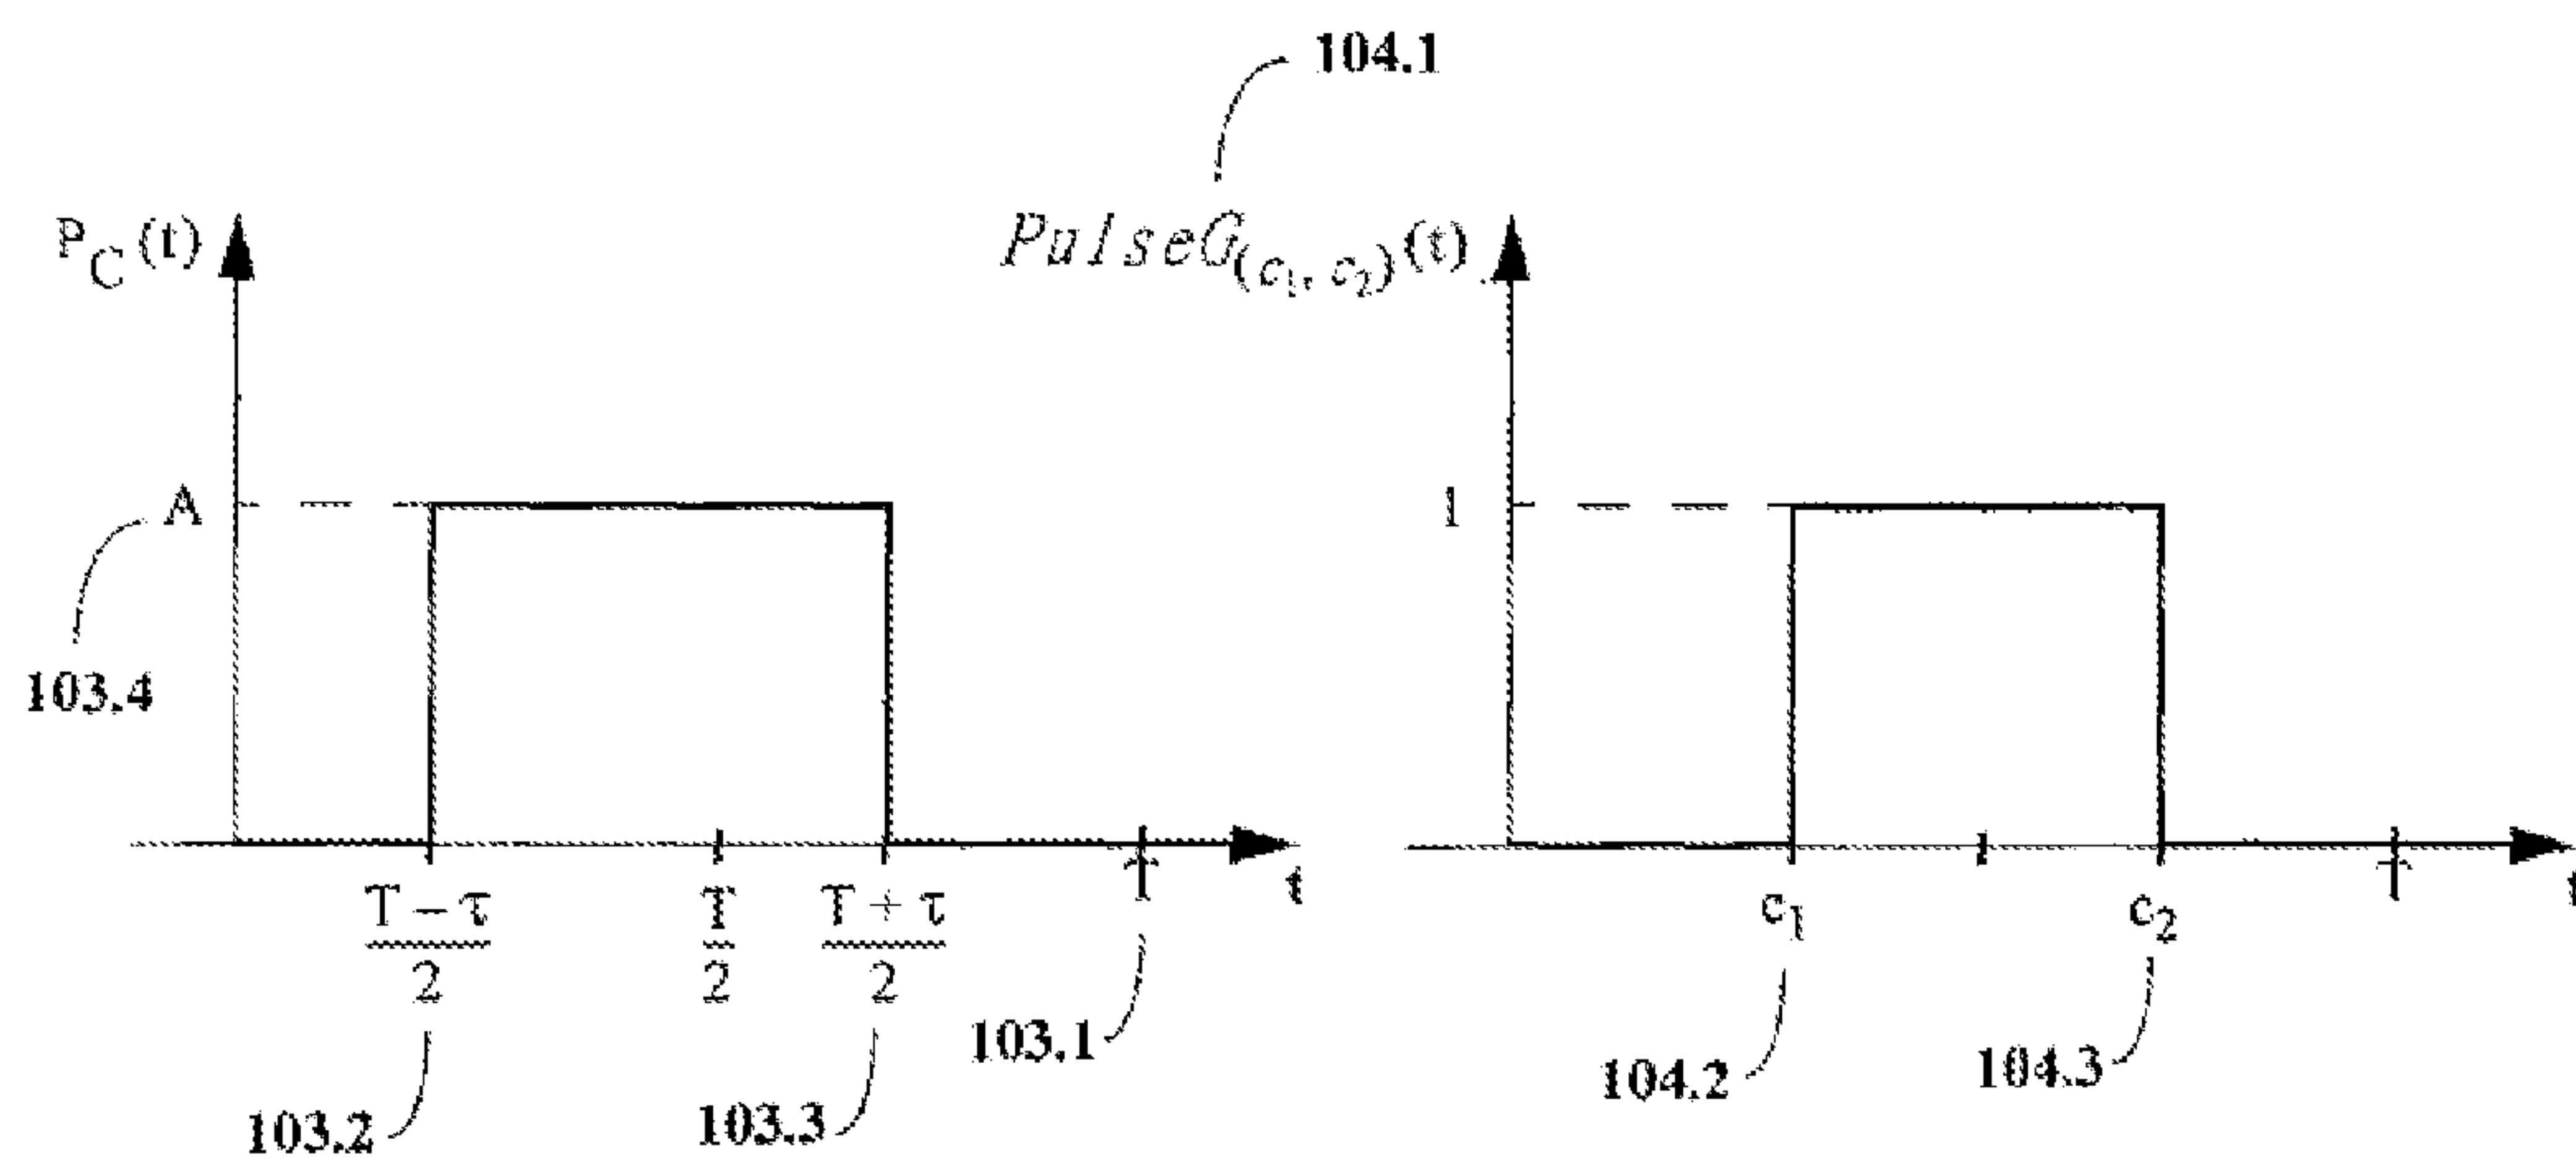 104.1
P_C(t)
PulseG_(c₁, c₂)(t)
A
1
103.4
T − τ
2
T
2
T + τ
2
T
t
c₁
c₂
T
t
103.1
103.2
103.3
104.2
104.3